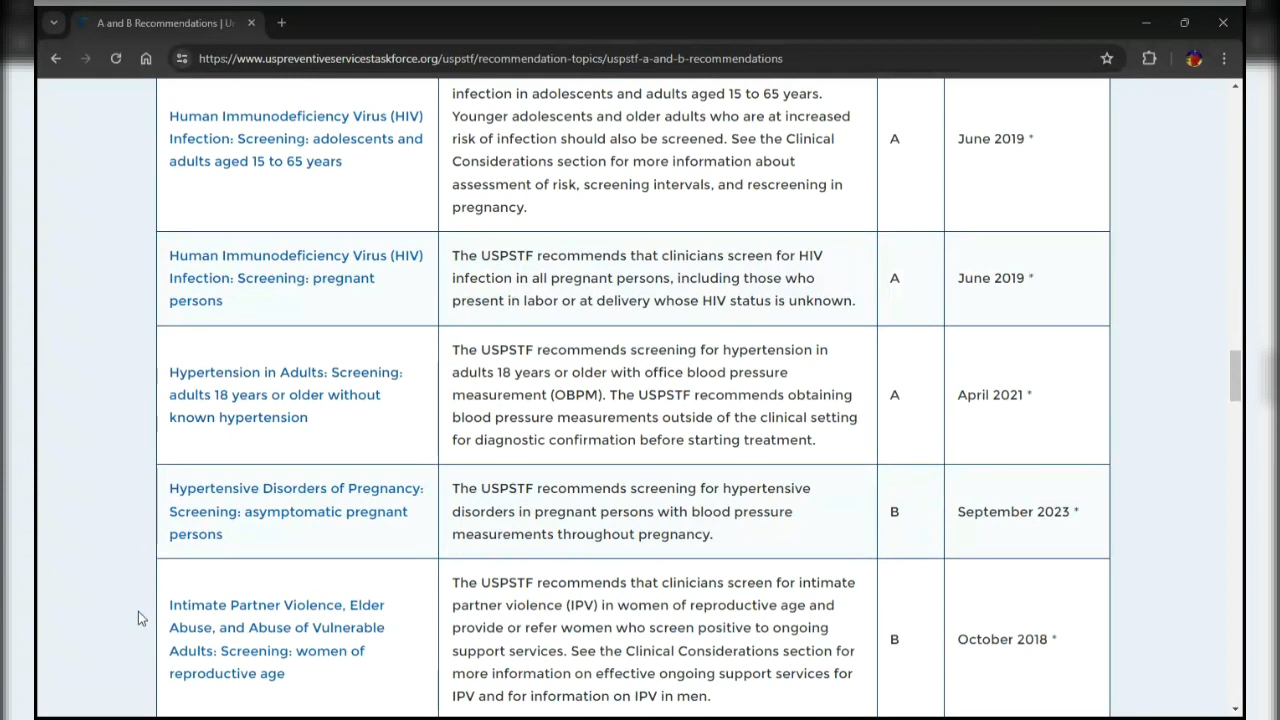 A and B Recommendations | Un
https://www.uspreventiveservicestaskforce.org/uspstf/recommendation-topics/uspstf-a-and-b-recommendations
Human Immunodeficiency Virus (HIV)
Infection: Screening: adolescents and
adults aged 15 to 65 years
infection in adolescents and adults aged 15 to 65 years.
Younger adolescents and older adults who are at increased
risk of infection should also be screened. See the Clinical
Considerations section for more information about
assessment of risk, screening intervals, and rescreening in
pregnancy.
A
June 2019 *
Human Immunodeficiency Virus (HIV)
Infection: Screening: pregnant
persons
The USPSTF recommends that clinicians screen for HIV
infection in all pregnant persons, including those who
present in labor or at delivery whose HIV status is unknown.
A
June 2019 *
Hypertension in Adults: Screening:
adults 18 years or older without
known hypertension
The USPSTF recommends screening for hypertension in
adults 18 years or older with office blood pressure
measurement (OBPM). The USPSTF recommends obtaining
blood pressure measurements outside of the clinical setting
for diagnostic confirmation before starting treatment.
A
April 2021 *
Hypertensive Disorders of Pregnancy:
Screening: asymptomatic pregnant
persons
The USPSTF recommends screening for hypertensive
disorders in pregnant persons with blood pressure
measurements throughout pregnancy.
B
September 2023 *
Intimate Partner Violence, Elder
Abuse, and Abuse of Vulnerable
Adults: Screening: women of
reproductive age
The USPSTF recommends that clinicians screen for intimate
partner violence (IPV) in women of reproductive age and
provide or refer women who screen positive to ongoing
support services. See the Clinical Considerations section for
more information on effective ongoing support services for
IPV and for information on IPV in men.
B
October 2018 *